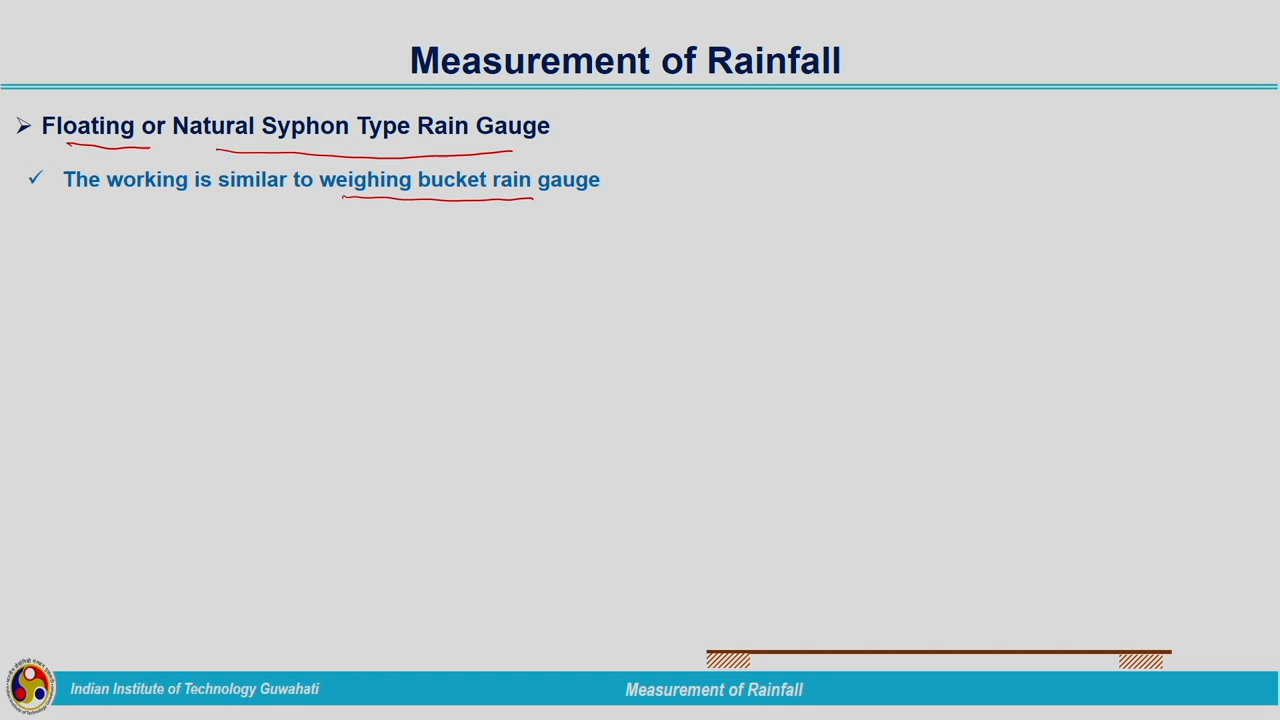 Measurement of Rainfall
Floating or Natural Syphon Type Rain Gauge
The working is similar to weighing bucket rain gauge
Indian Institute of Technology Guwahati
Measurement of Rainfall